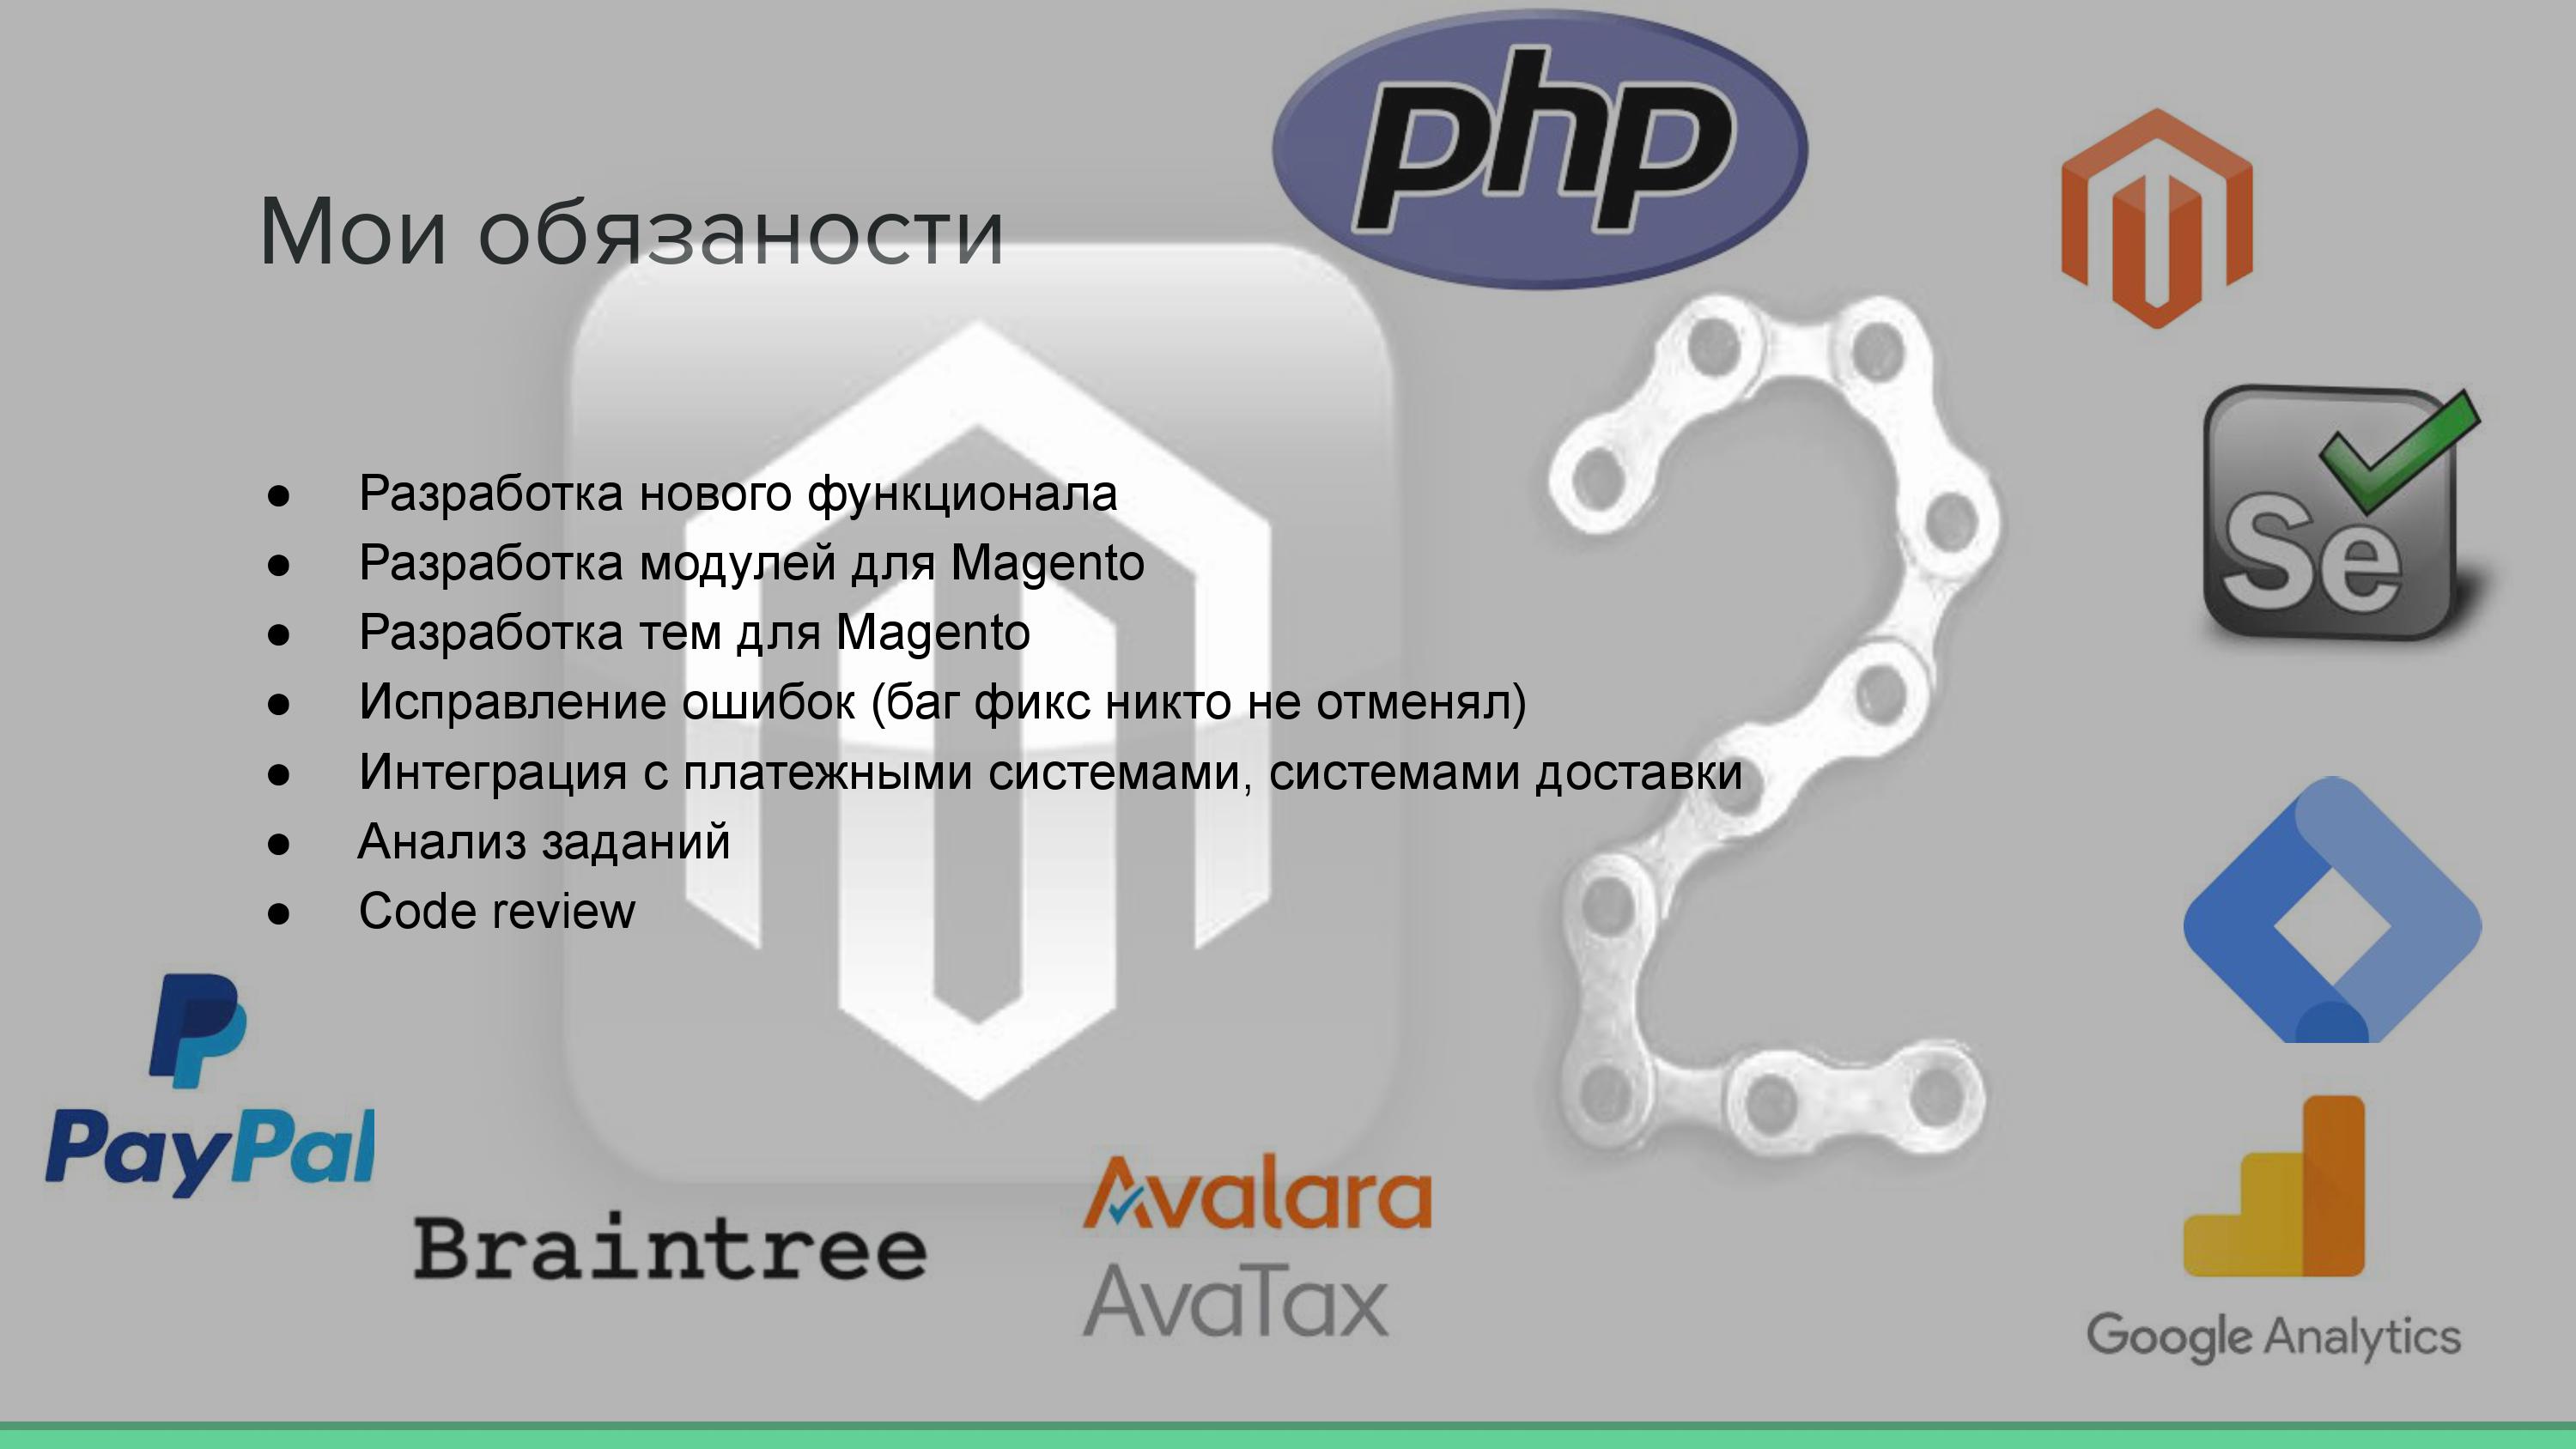 php
Мои обязаности
2
Se
● Разработка нового функционала
● Разработка модулей для Magento
● Разработка тем для Magento
● Исправление ошибок (баг фикс никто не отменял)
● Интеграция с платежными системами, системами доставки
● Анализ заданий
● Code review
PayPal
Braintree
Avalara
AvaTax
Google Analytics